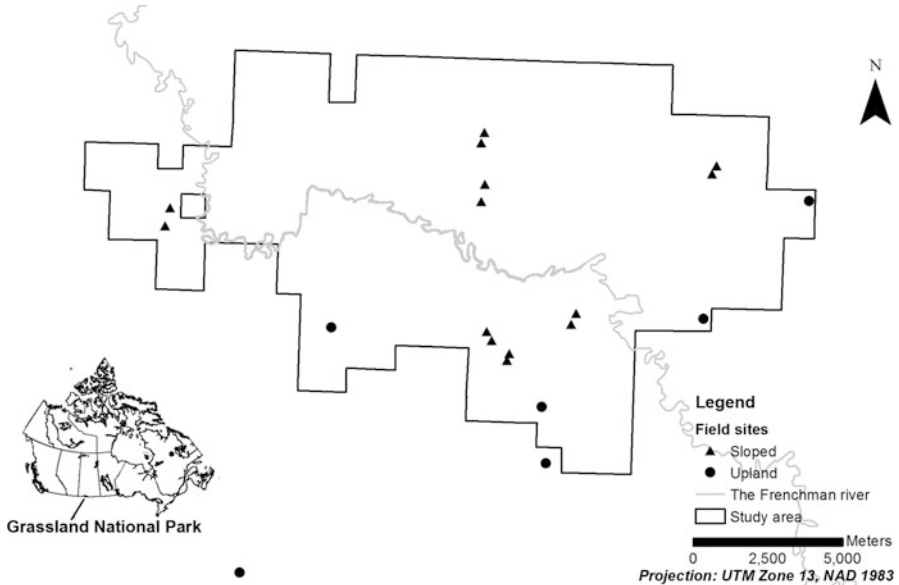 N
Legend
Field sites
Sloped
Upland
The Frenchman river
Study area
Meters
0 2,500 5,000
Projection: UTM Zone 13, NAD 1983
Grassland National Park